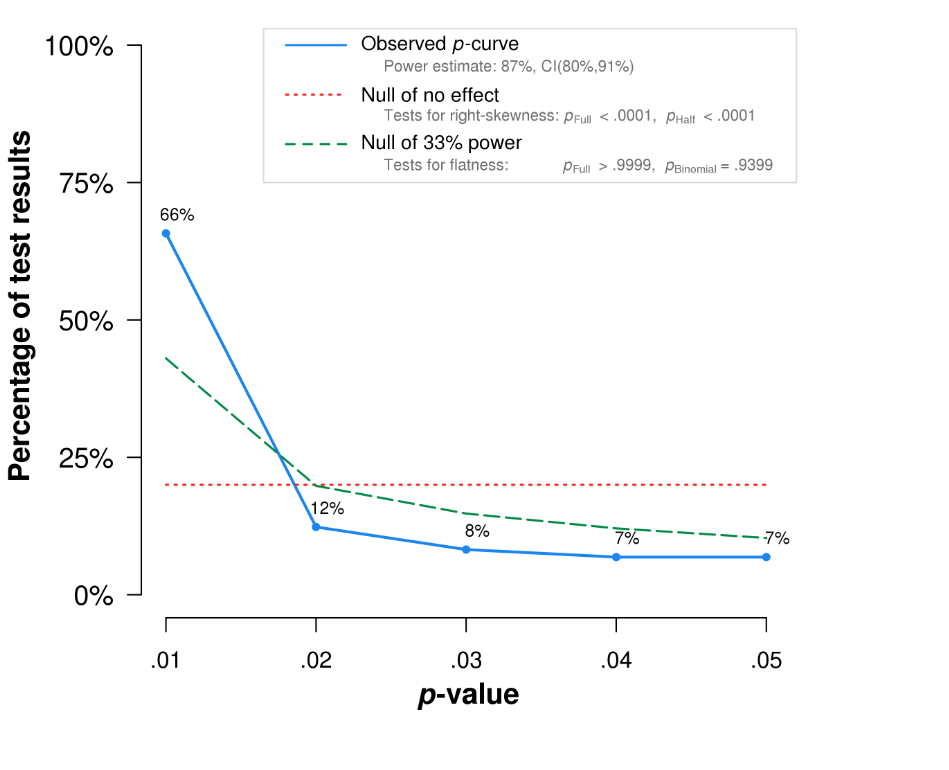 Observed p-curve
Power estimate: 87%, CI(80%,91%)
Null of no effect
Tests for right-skewness: pFull < .0001, pHalf < .0001
Null of 33% power
Tests for flatness: pFull > .9999, pBinomial = .9399
Percentage of test results
100%
75%
50%
25%
0%
66%
12%
8%
7%
7%
.01 .02 .03 .04 .05
p-value